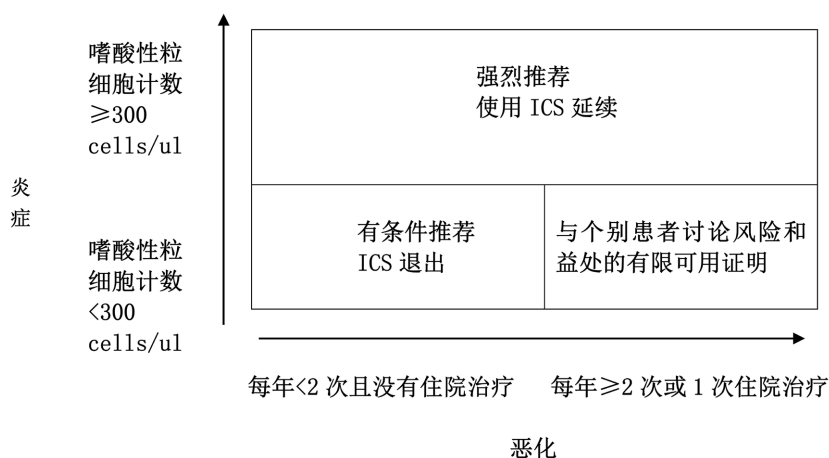 嗜酸性粒
细胞计数
≥300
cells/ul
强烈推荐
使用 ICS 延续
炎
症
嗜酸性粒
细胞计数
<300
cells/ul
有条件推荐
ICS 退出
与个别患者讨论风险和
益处的有限可用证明
每年<2 次且没有住院治疗
每年≥2 次或 1 次住院治疗
恶化